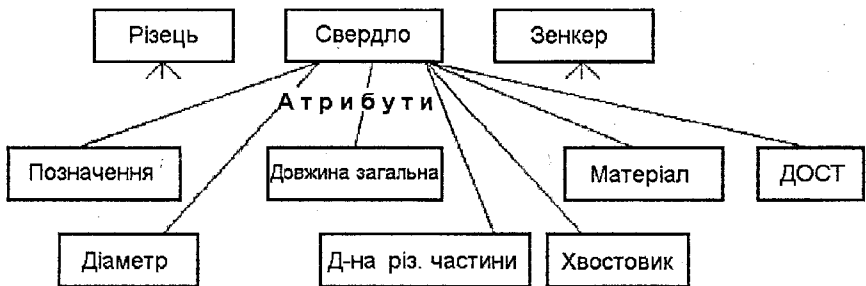 Різець Свердло Зенкер
Атрибути
Позначення Довжина загальна Матеріал ДОСТ
Діаметр Д-на різ. частини Хвостовик